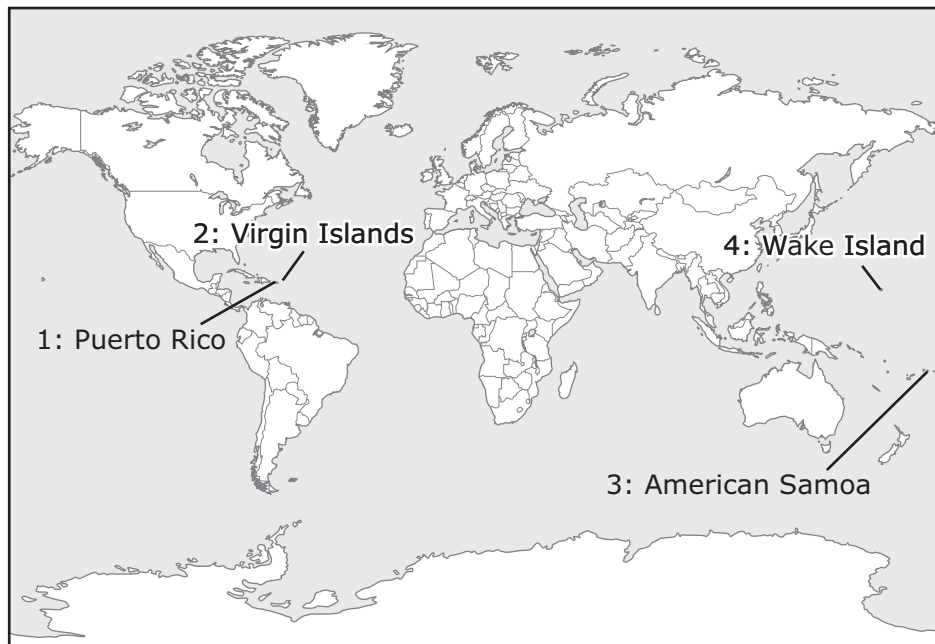 2: Virgin Islands
4: Wake Island
1: Puerto Rico
3: American Samoa